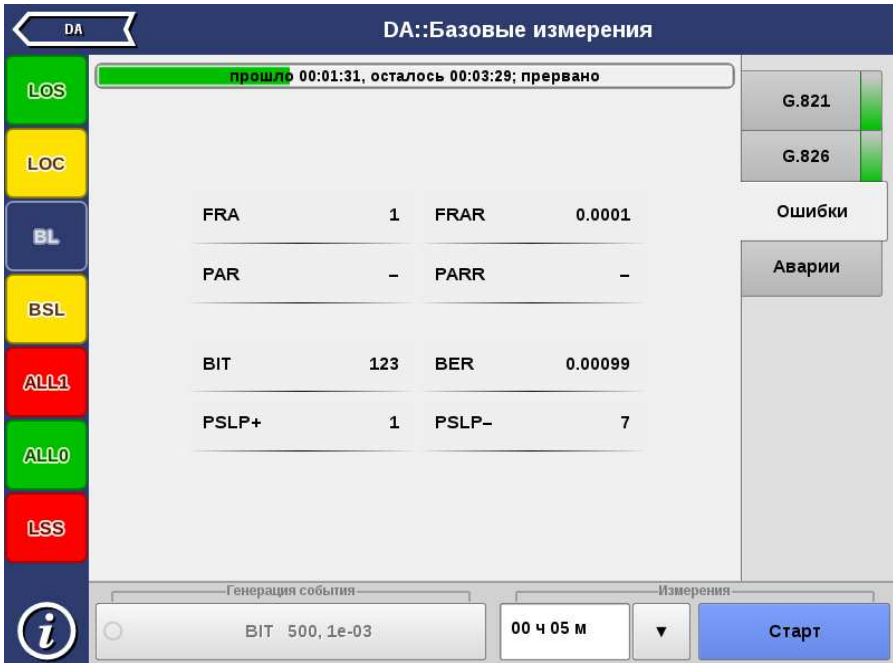 DA
DA::Базовые измерения
LOS
LOC
BL
BSL
ALL1
ALL0
LSS
прошло 00:01:31, осталось 00:03:29; прервано
FRA 1 FRAR 0.0001
PAR – PARR –
BIT 123 BER 0.00099
PSLP+ 1 PSLP– 7
G.821
G.826
Ошибки
Аварии
Генерация события
Измерения
i
BIT 500, 1e-03
00 ч 05 м
▼
Старт